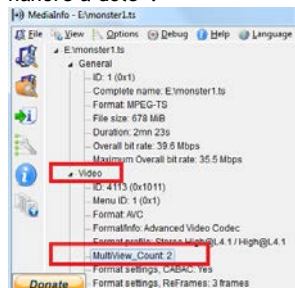 MediaInfo - E:\monster1.ts
File View Options Debug Help Language
E:\monster1.ts
General
ID: 1 (0x1)
Complete name: E:\monster1.ts
Format: MPEG-TS
File size: 678 MiB
Duration: 2mn 23s
Overall bit rate: 39.6 Mbps
Maximum Overall bit rate: 35.5 Mbps
Video
ID: 4113 (0x1011)
Menu ID: 1 (0x1)
Format: AVC
Format/Info: Advanced Video Codec
Format profile: Stereo High@L4.1 / High@L4.1
MultiView_Count: 2
Format settings, CABAC: Yes
Format settings, ReFrames: 3 frames
Donate